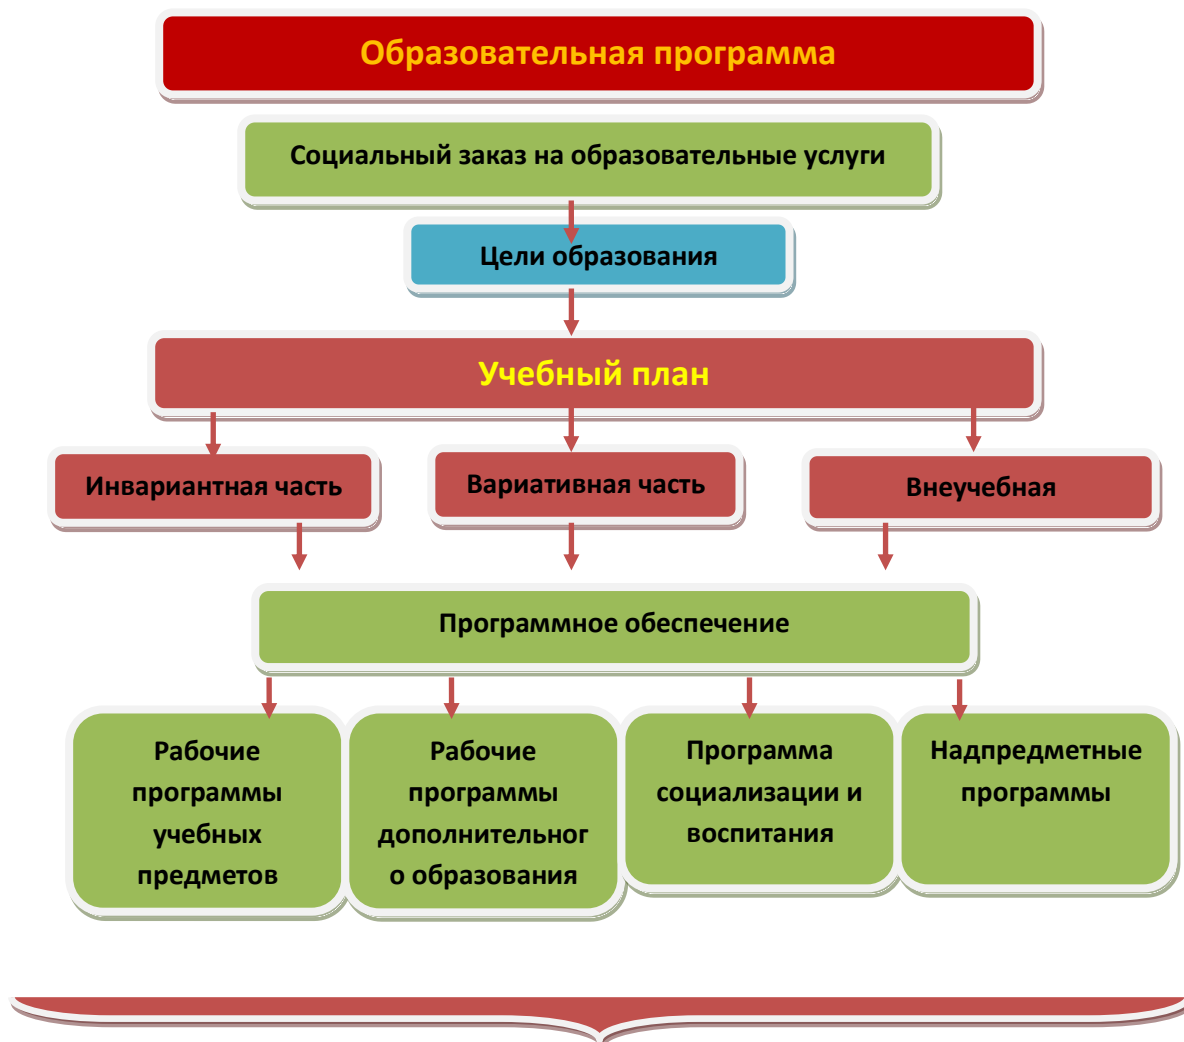 Образовательная программа
Социальный заказ на образовательные услуги
Цели образования
Учебный план
Инвариантная часть
Вариативная часть
Внеучебная
Программное обеспечение
Рабочие
программы
учебных
предметов
Рабочие
программы
дополнительног
о образования
Программа
социализации и
воспитания
Надпредметные
программы